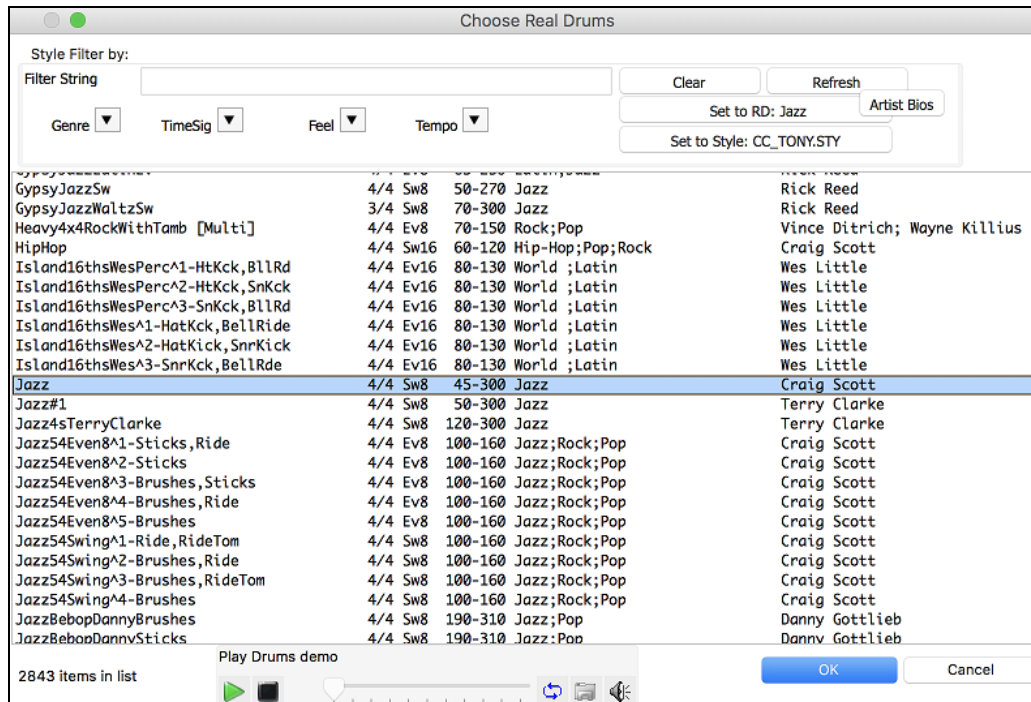 Choose Real Drums
Style Filter by:
Filter String
Clear Refresh
Set to RD: Jazz Artist Bios
Genre TimeSig Feel Tempo
Set to Style: CC_TONY.STY
GypsyJazzSw 4/4 Sw8 50-270 Jazz Rick Reed
GypsyJazzWaltzSw 3/4 Sw8 70-300 Jazz Rick Reed
Heavy4x4RockWithTamb [Multi] 4/4 Ev8 70-150 Rock;Pop Vince Ditrich; Wayne Killius
HipHop 4/4 Sw16 60-120 Hip-Hop;Pop;Rock Craig Scott
Island16thsWesPerc^1-HtKck,BllRd 4/4 Ev16 80-130 World ;Latin Wes Little
Island16thsWesPerc^2-HtKck,SnKck 4/4 Ev16 80-130 World ;Latin Wes Little
Island16thsWesPerc^3-SnKck,BllRd 4/4 Ev16 80-130 World ;Latin Wes Little
Island16thsWes^1-HatKck,BellRide 4/4 Ev16 80-130 World ;Latin Wes Little
Island16thsWes^2-HatKick,SnrKick 4/4 Ev16 80-130 World ;Latin Wes Little
Island16thsWes^3-SnrKck,BellRde 4/4 Ev16 80-130 World ;Latin Wes Little
Jazz 4/4 Sw8 45-300 Jazz Craig Scott
Jazz#1 4/4 Sw8 50-300 Jazz Terry Clarke
Jazz4sTerryClarke 4/4 Sw8 120-300 Jazz Terry Clarke
Jazz54Even8^1-Sticks,Ride 4/4 Ev8 100-160 Jazz;Rock;Pop Craig Scott
Jazz54Even8^2-Sticks 4/4 Ev8 100-160 Jazz;Rock;Pop Craig Scott
Jazz54Even8^3-Brushes,Sticks 4/4 Ev8 100-160 Jazz;Rock;Pop Craig Scott
Jazz54Even8^4-Brushes,Ride 4/4 Ev8 100-160 Jazz;Rock;Pop Craig Scott
Jazz54Even8^5-Brushes 4/4 Ev8 100-160 Jazz;Rock;Pop Craig Scott
Jazz54Swing^1-Ride,RideTom 4/4 Sw8 100-160 Jazz;Rock;Pop Craig Scott
Jazz54Swing^2-Brushes,Ride 4/4 Sw8 100-160 Jazz;Rock;Pop Craig Scott
Jazz54Swing^3-Brushes,RideTom 4/4 Sw8 100-160 Jazz;Rock;Pop Craig Scott
Jazz54Swing^4-Brushes 4/4 Sw8 100-160 Jazz;Rock;Pop Craig Scott
JazzBebopDannyBrushes 4/4 Sw8 190-310 Jazz;Pop Danny Gottlieb
JazzBebopDannySticks 4/4 Sw8 190-310 Jazz;Pop Danny Gottlieb
Play Drums demo
2843 items in list
OK Cancel